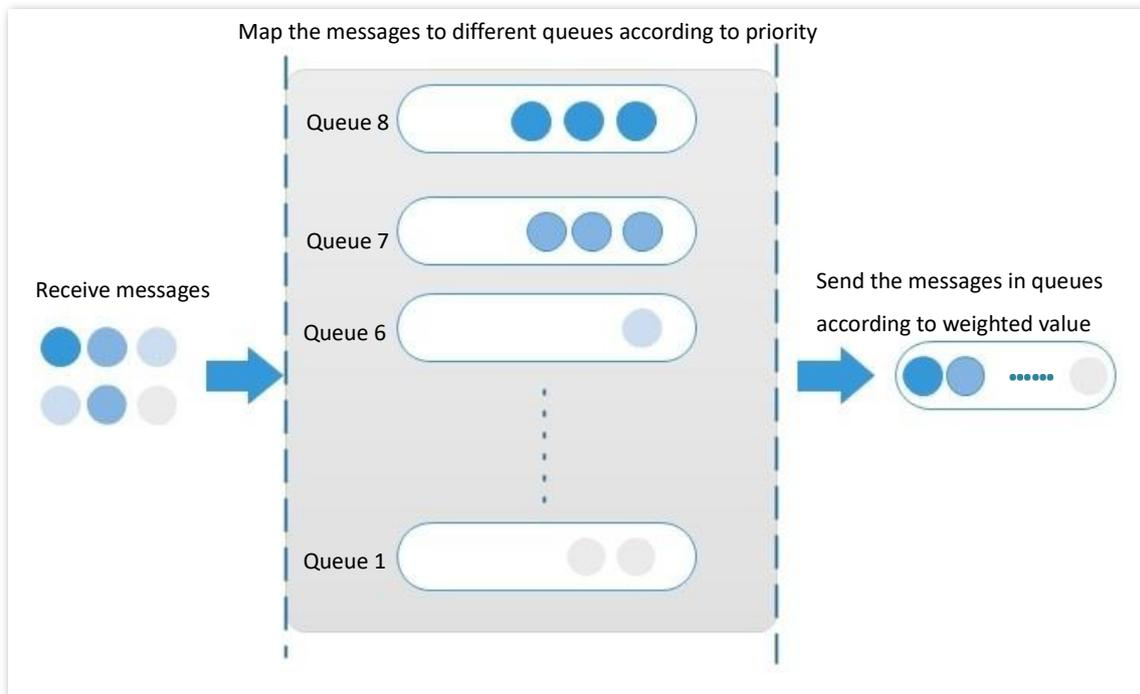 Map the messages to different queues according to priority
Queue 8
Queue 7
Receive messages
Send the messages in queues
according to weighted value
Queue 6
Queue 1